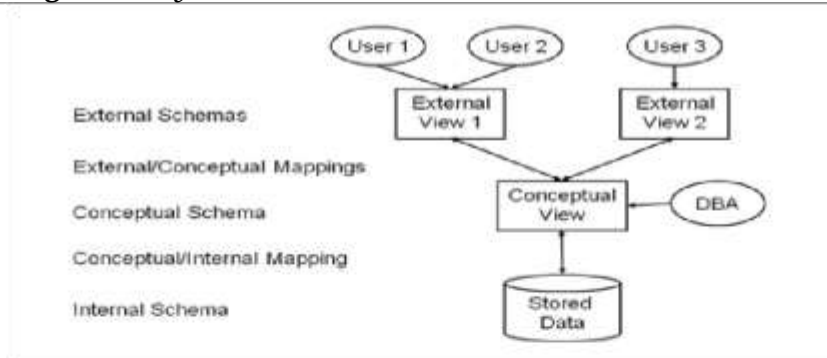 User 1
User 2
User 3
External Schemas
External
View 1
External
View 2
External/Conceptual Mappings
Conceptual Schema
Conceptual
View
DBA
Conceptual/Internal Mapping
Internal Schema
Stored
Data